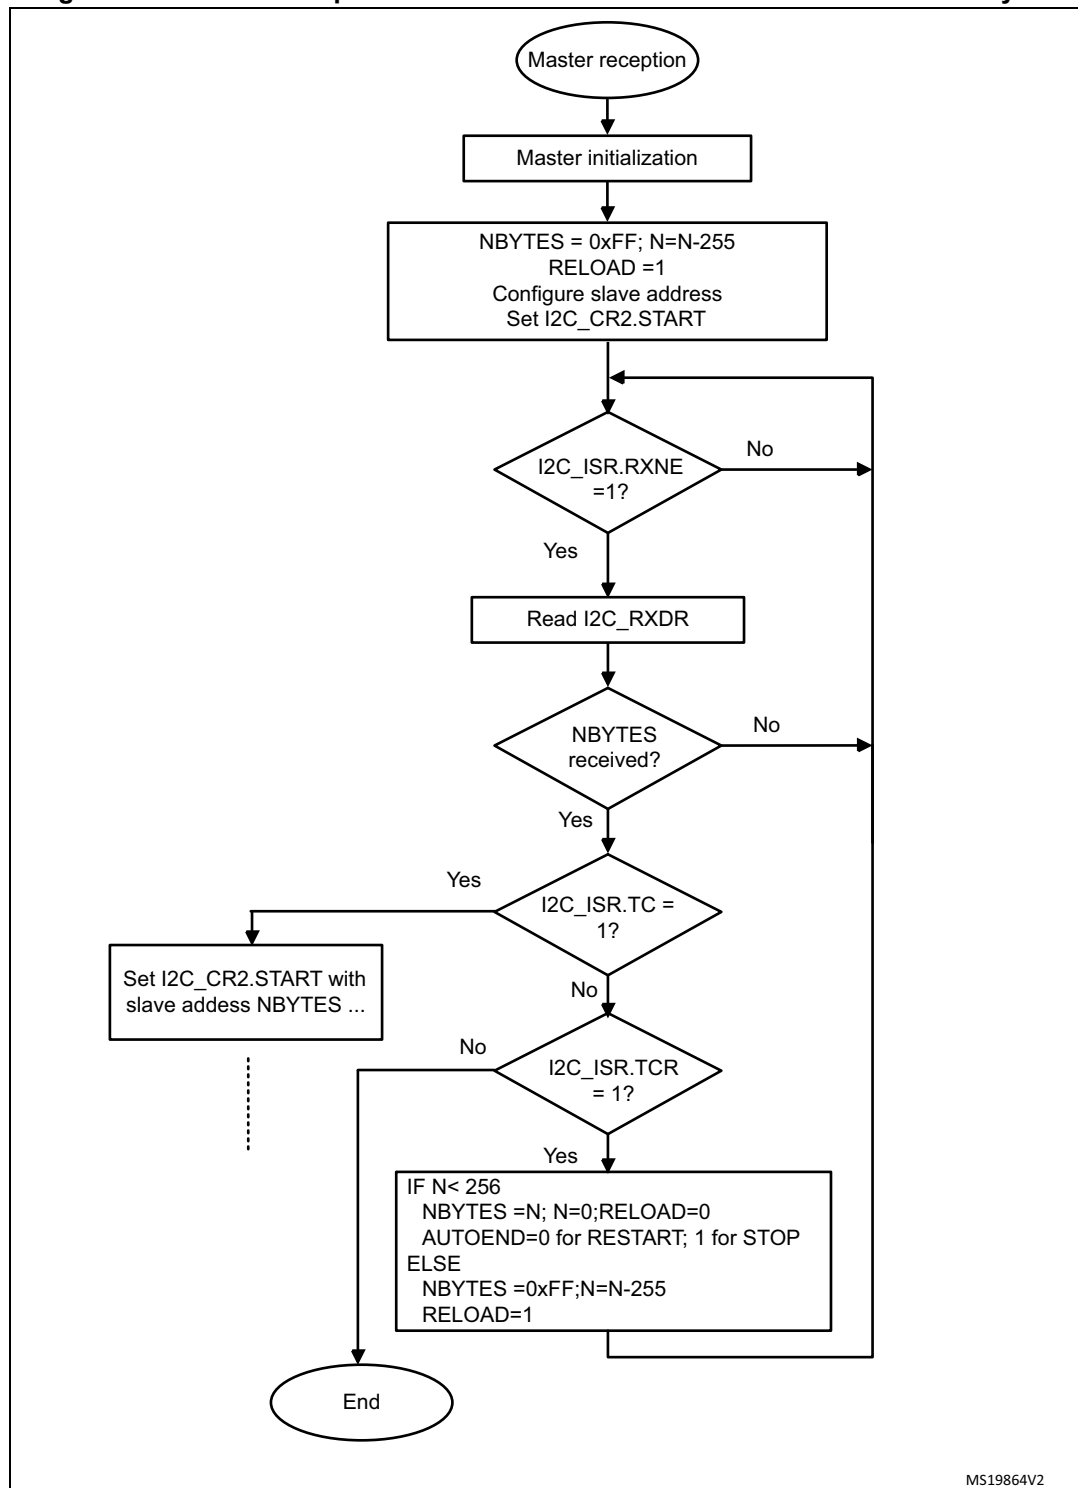 Master reception
Master initialization
NBYTES = 0xFF; N=N-255
RELOAD =1
Configure slave address
Set I2C_CR2.START
I2C_ISR.RXNE
=1?
No
Yes
Read I2C_RXDR
NBYTES
received?
No
Yes
I2C_ISR.TC =
1?
Yes
Set I2C_CR2.START with
slave addess NBYTES ...
No
I2C_ISR.TCR
= 1?
No
Yes
IF N< 256
NBYTES =N; N=0;RELOAD=0
AUTOEND=0 for RESTART; 1 for STOP
ELSE
NBYTES =0xFF;N=N-255
RELOAD=1
End
MS19864V2